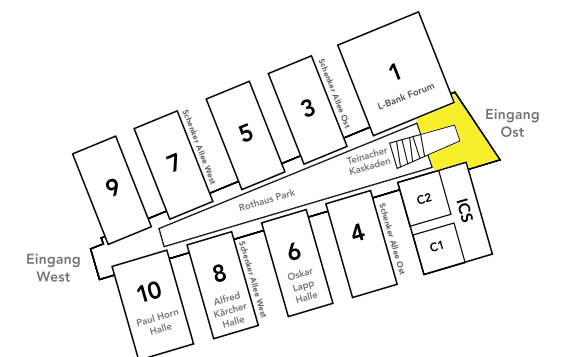 1
L-Bank Forum
Schenker Allee Ost
3
5
Schenker Allee West
7
9
Eingang
Ost
Teinacher
Kaskaden
Rothaus Park
Eingang
West
C2
ICS
C1
4
Schenker Allee Ost
6
Oskar
Lapp
Halle
Schenker Allee West
8
Alfred
Kärcher
Halle
10
Paul Horn
Halle